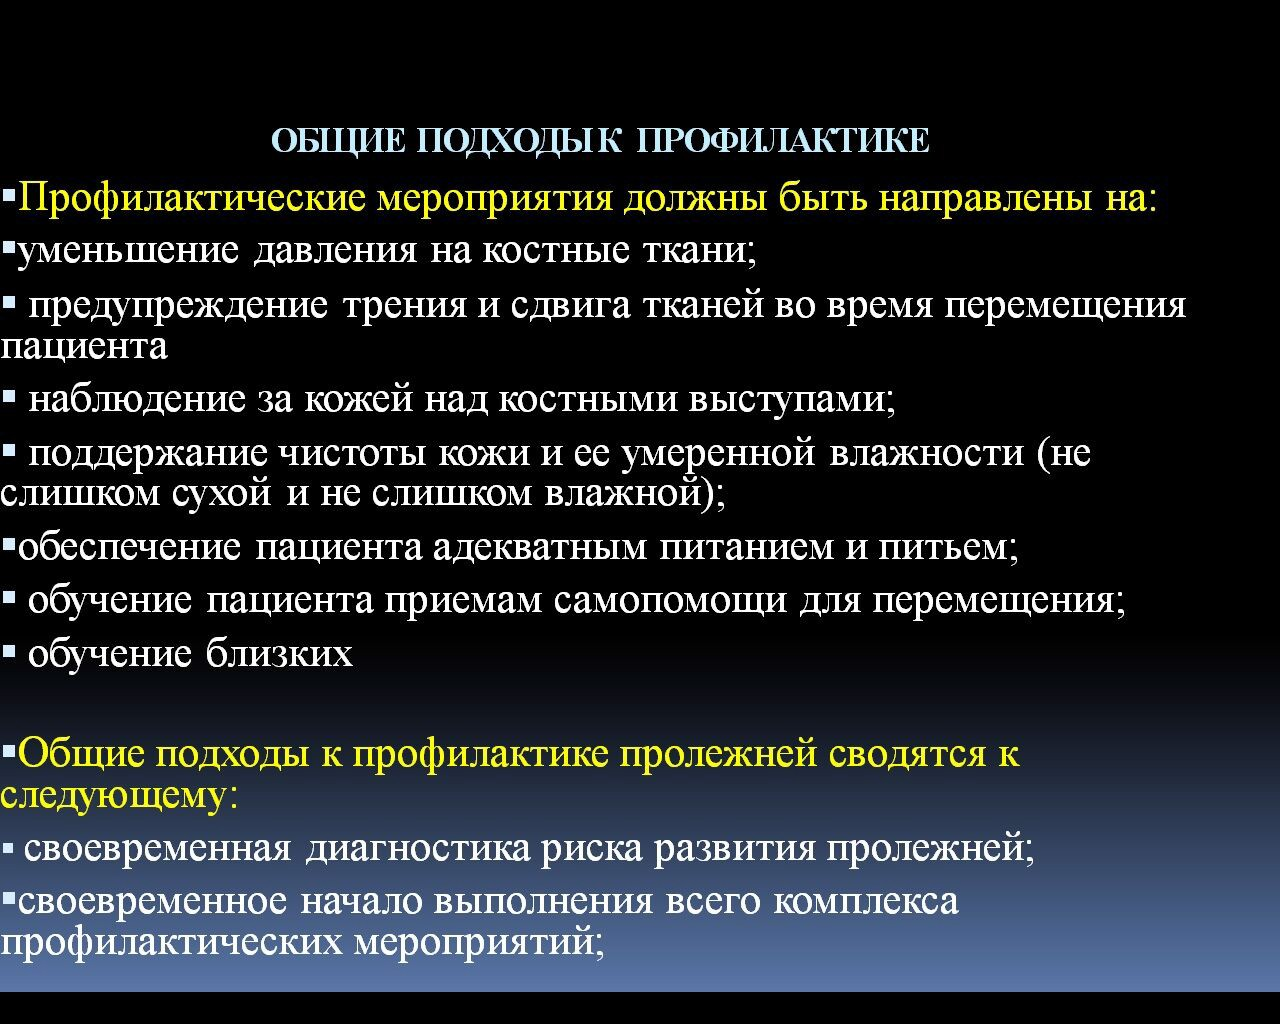 ОБЩИЕ ПОДХОДЫ К ПРОФИЛАКТИКЕ
▪Профилактические мероприятия должны быть направлены на:
▪уменьшение давления на костные ткани;
▪ предупреждение трения и сдвига тканей во время перемещения
пациента
▪ наблюдение за кожей над костными выступами;
▪ поддержание чистоты кожи и ее умеренной влажности (не
слишком сухой и не слишком влажной);
▪обеспечение пациента адекватным питанием и питьем;
▪ обучение пациента приемам самопомощи для перемещения;
▪ обучение близких
▪Общие подходы к профилактике пролежней сводятся к
следующему:
▪ своевременная диагностика риска развития пролежней;
▪своевременное начало выполнения всего комплекса
профилактических мероприятий;